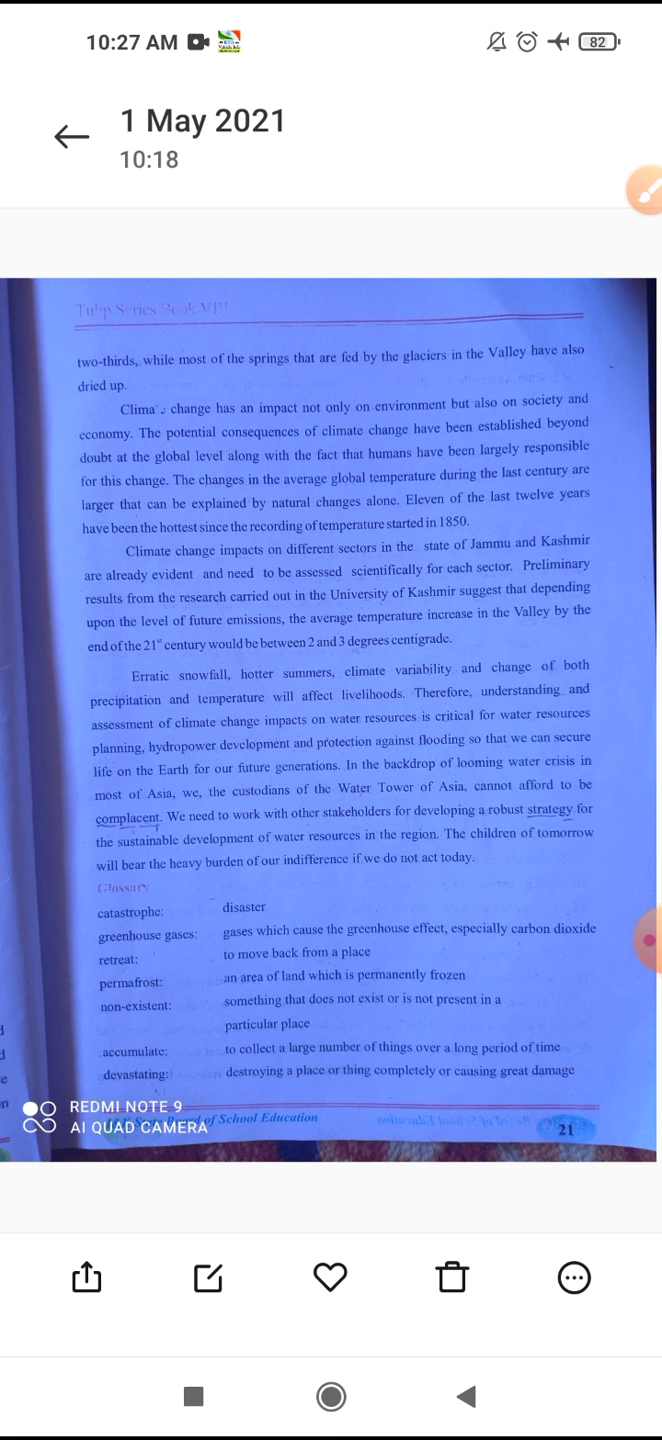 10:27 AM
82
1 May 2021
10:18
Tulip Series Book VIII
two-thirds, while most of the springs that are fed by the glaciers in the Valley have also
dried up.
change has an impact not only on environment but also on society and
economy. The potential consequences of climate change have been established beyond
doubt at the global level along with the fact that humans have been largely responsible
for this change. The changes in the average global temperature during the last century are
larger that can be explained by natural changes alone. Eleven of the last twelve years
have been the hottest since the recording of temperature started in 1850.
Climate change impacts on different sectors in the state of Jammu and Kashmir
are already evident and need to be assessed scientifically for each sector. Preliminary
results from the research carried out in the University of Kashmir suggest that depending
upon the level of future emissions, the average temperature increase in the Valley by the
end of the 21st century would be between 2 and 3 degrees centigrade.
Erratic snowfall, hotter summers, climate variability and change of both
precipitation and temperature will affect livelihoods. Therefore, understanding and
assessment of climate change impacts on water resources is critical for water resources
planning, hydropower development and protection against flooding so that we can secure
life on the Earth for our future generations. In the backdrop of looming water crisis in
most of Asia, we, the custodians of the Water Tower of Asia, cannot afford to be
complacent. We need to work with other stakeholders for developing a robust strategy for
the sustainable development of water resources in the region. The children of tomorrow
will bear the heavy burden of our indifference if we do not act today.
Glossary
catastrophe: disaster
greenhouse gases: gases which cause the greenhouse effect, especially carbon dioxide
retreat: to move back from a place
permafrost: an area of land which is permanently frozen
non-existent: something that does not exist or is not present in a
particular place
accumulate: to collect a large number of things over a long period of time
devastating: destroying a place or thing completely or causing great damage
REDMI NOTE 9
AI QUAD CAMERA
of School Education
21